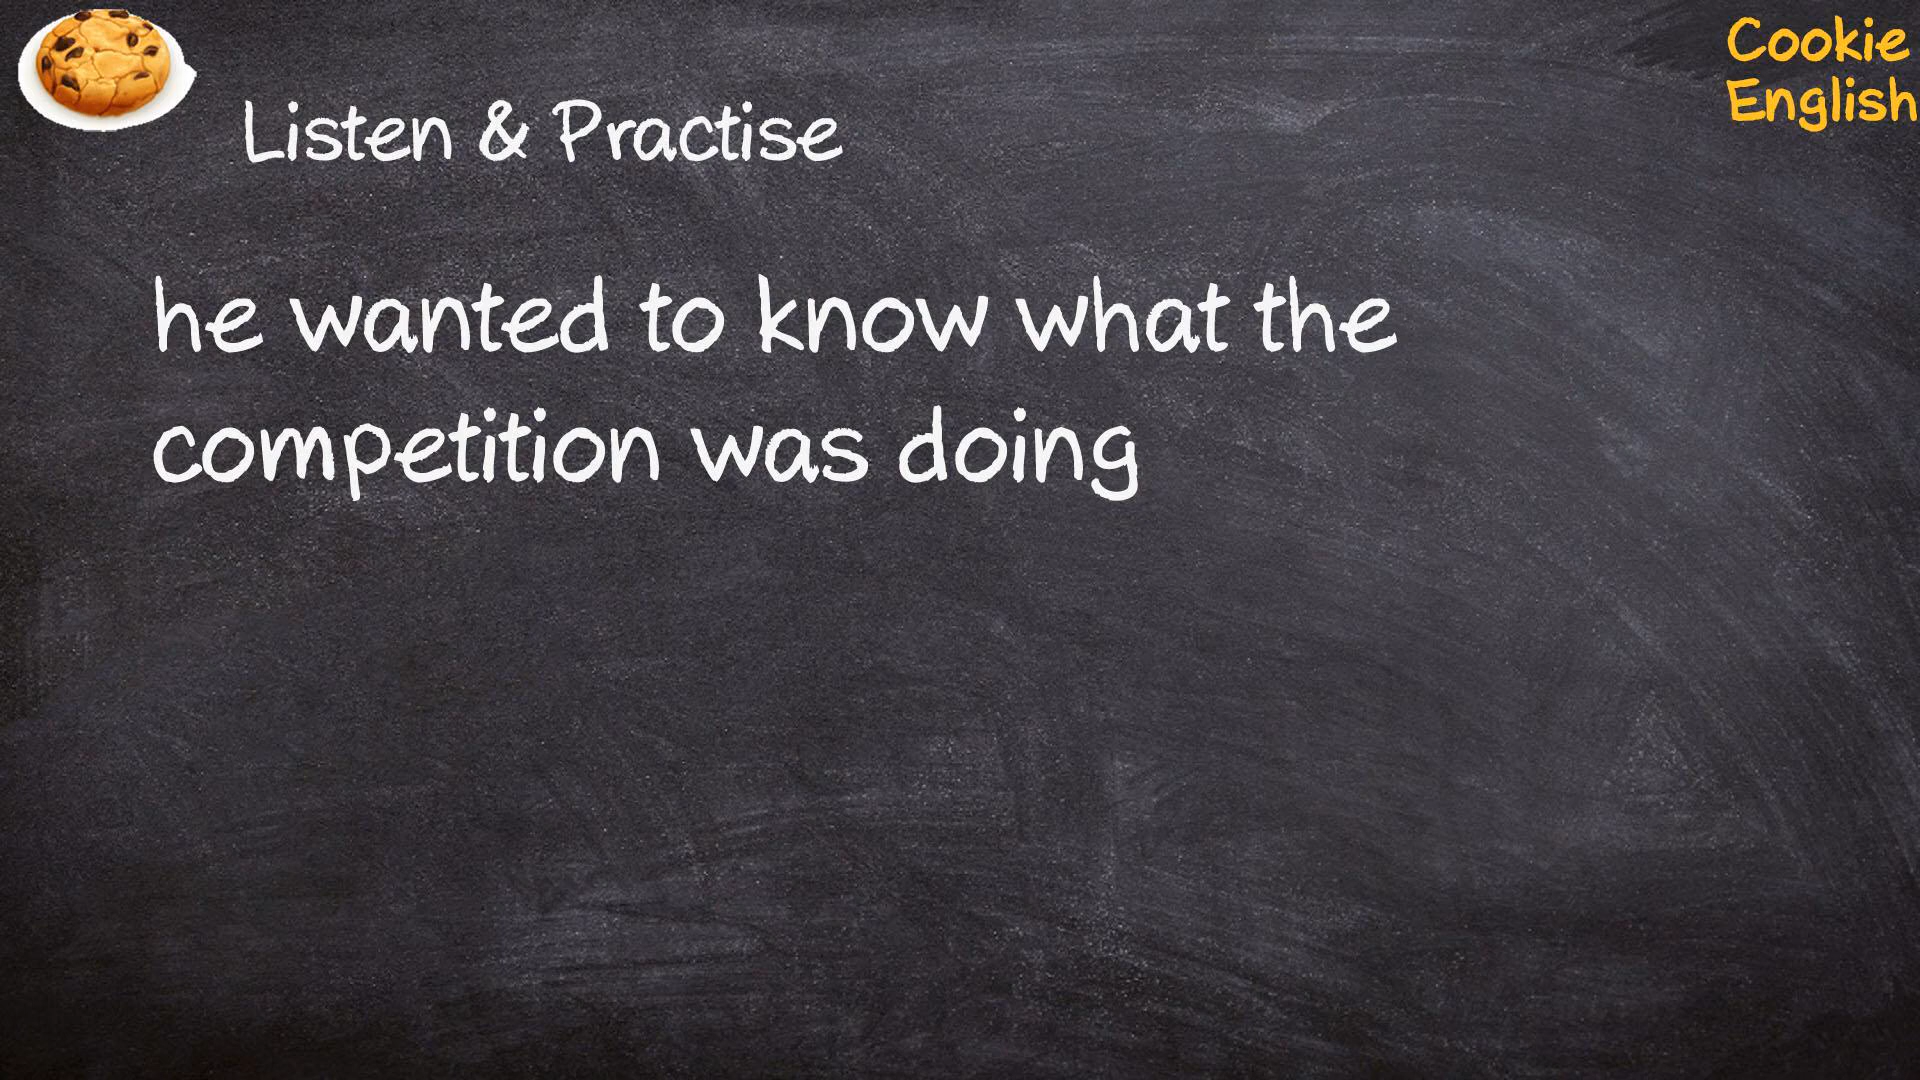 Cookie
English
Listen & Practise
he wanted to know what the
competition was doing